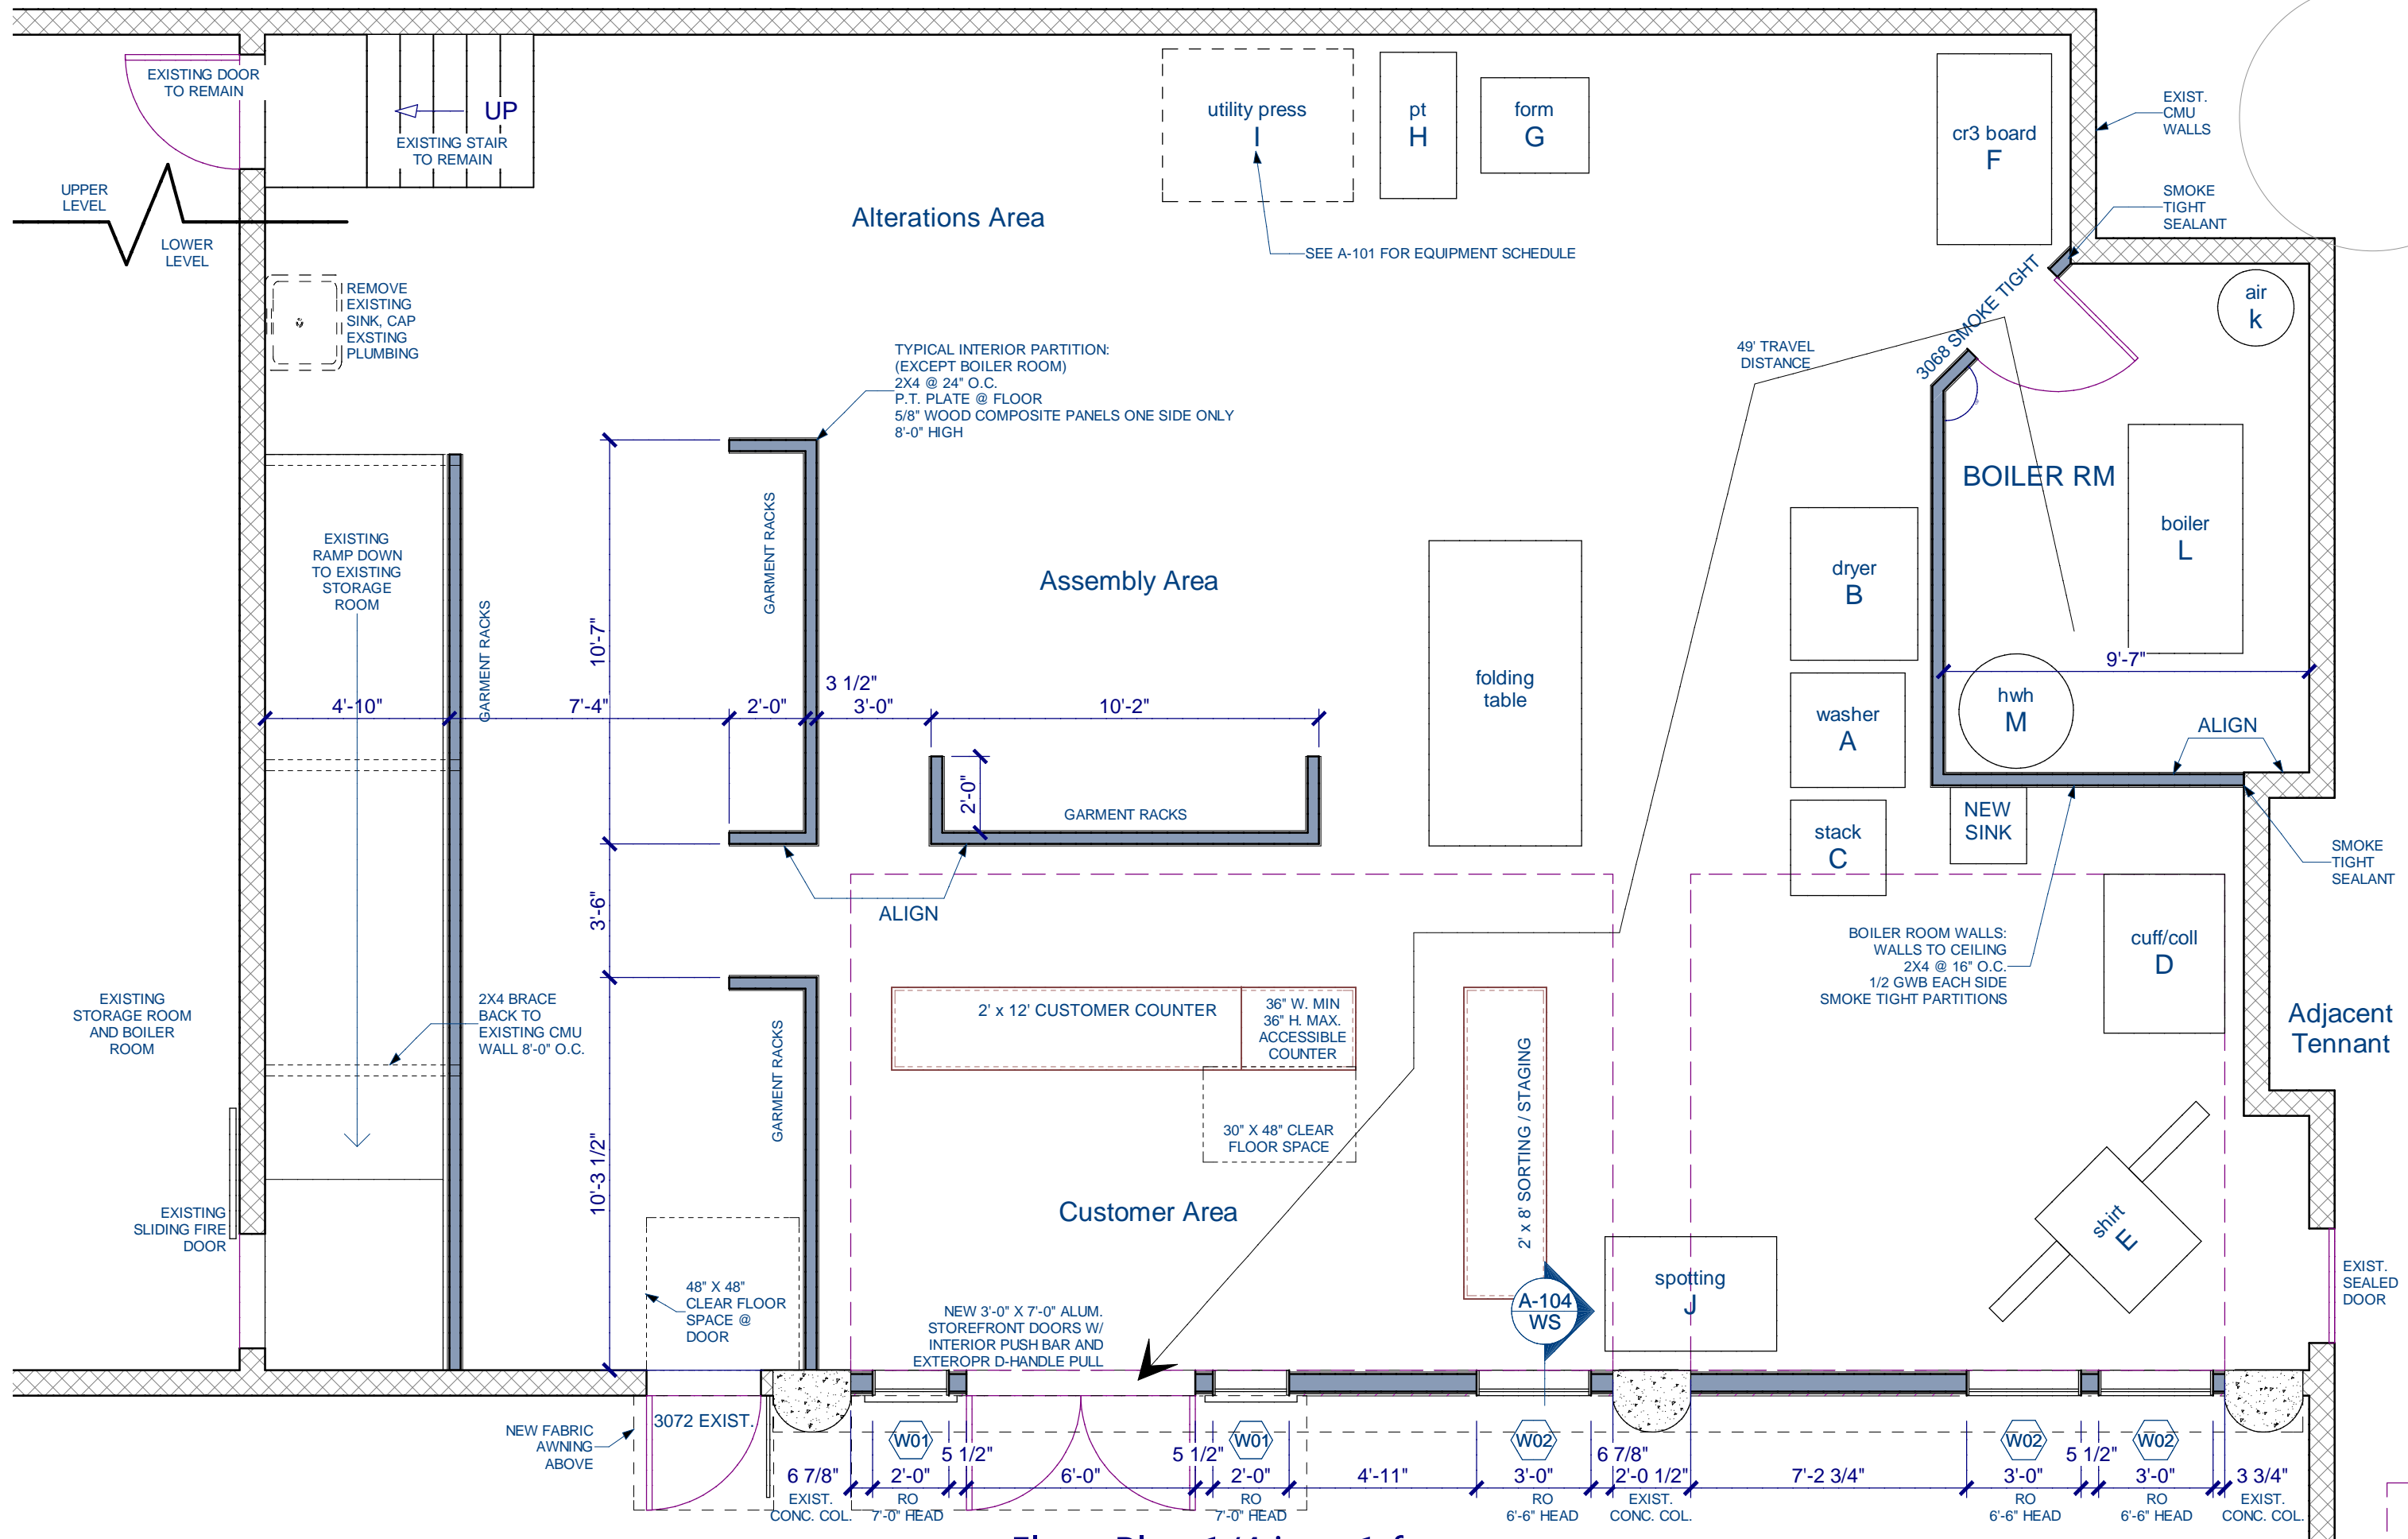 EXISTING DOOR
TO REMAIN
UP
EXISTING STAIR
TO REMAIN
UPPER
LEVEL
LOWER
LEVEL
REMOVE
EXISTING
SINK, CAP
EXSTING
PLUMBING
utility press
I
pt
H
form
G
cr3 board
F
EXIST.
CMU
WALLS
SMOKE
TIGHT
SEALANT
Alterations Area
SEE A-101 FOR EQUIPMENT SCHEDULE
3068 SMOKE TIGHT
air
k
TYPICAL INTERIOR PARTITION:
(EXCEPT BOILER ROOM)
2X4 @ 24" O.C.
P.T. PLATE @ FLOOR
5/8" WOOD COMPOSITE PANELS ONE SIDE ONLY
8'-0" HIGH
49' TRAVEL
DISTANCE
BOILER RM
boiler
L
EXISTING
RAMP DOWN
TO EXISTING
STORAGE
ROOM
GARMENT RACKS
10'-7"
GARMENT RACKS
Assembly Area
folding
table
dryer
B
9'-7"
hwh
M
washer
A
ALIGN
4'-10"
7'-4"
2'-0"
3 1/2"
3'-0"
10'-2"
2'-0"
GARMENT RACKS
stack
C
NEW
SINK
SMOKE
TIGHT
SEALANT
ALIGN
3'-6"
BOILER ROOM WALLS:
WALLS TO CEILING
2X4 @ 16" O.C.
1/2 GWB EACH SIDE
SMOKE TIGHT PARTITIONS
cuff/coll
D
EXISTING
STORAGE ROOM
AND BOILER
ROOM
2X4 BRACE
BACK TO
EXISTING CMU
WALL 8'-0" O.C.
GARMENT RACKS
10'-3 1/2"
2' x 12' CUSTOMER COUNTER
36" W. MIN
36" H. MAX.
ACCESSIBLE
COUNTER
30" X 48" CLEAR
FLOOR SPACE
2' x 8' SORTING / STAGING
Adjacent
Tennant
Customer Area
EXISTING
SLIDING FIRE
DOOR
48" X 48"
CLEAR FLOOR
SPACE @
DOOR
NEW 3'-0" X 7'-0" ALUM.
STOREFRONT DOORS W/
INTERIOR PUSH BAR AND
EXTEROPR D-HANDLE PULL
A-104
WS
spotting
J
shirt
E
EXIST.
SEALED
DOOR
NEW FABRIC
AWNING
ABOVE
3072 EXIST.
W01
W01
W02
W02
W02
6 7/8"
2'-0"
5 1/2"
6'-0"
5 1/2"
2'-0"
4'-11"
3'-0"
6 7/8"
2'-0 1/2"
7'-2 3/4"
3'-0"
5 1/2"
3'-0"
3 3/4"
EXIST.
CONC. COL.
RO
7'-0" HEAD
RO
7'-0" HEAD
RO
6'-6" HEAD
EXIST.
CONC. COL.
RO
6'-6" HEAD
RO
6'-6" HEAD
EXIST.
CONC. COL.